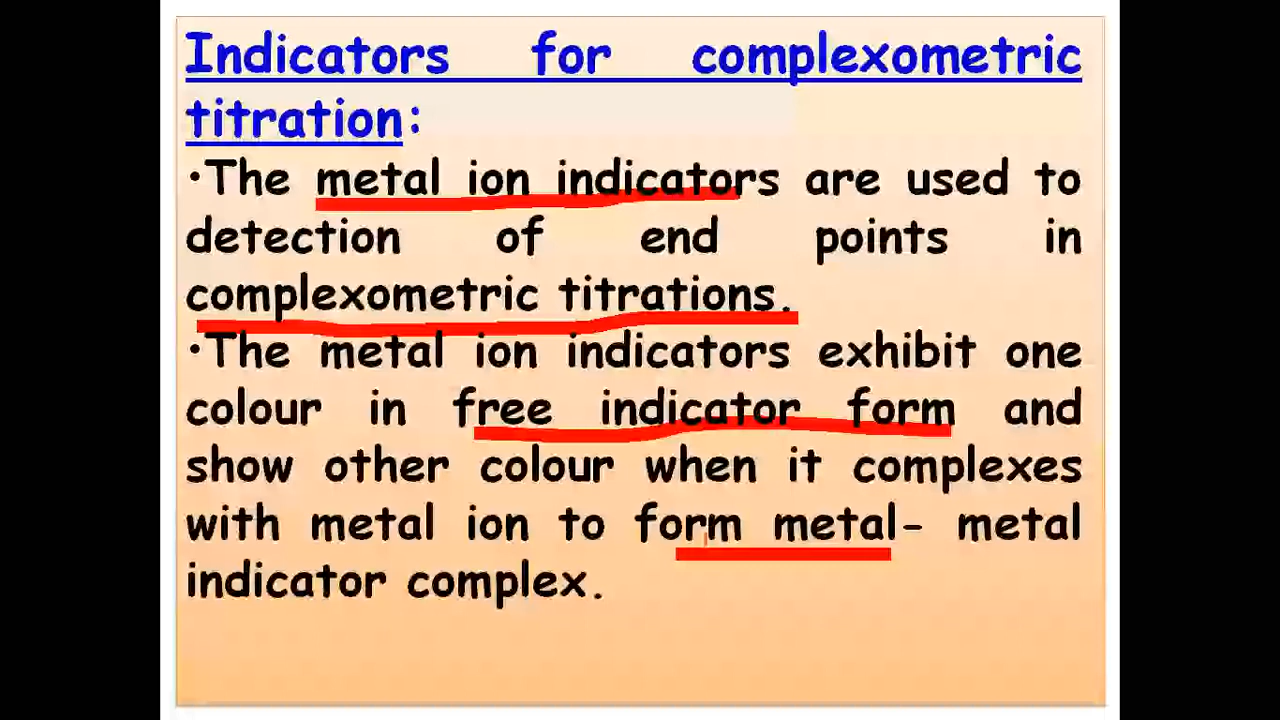 Indicators for complexometric
titration:
•The metal ion indicators are used to
detection of end points in
complexometric titrations.
•The metal ion indicators exhibit one
colour in free indicator form and
show other colour when it complexes
with metal ion to form metal- metal
indicator complex.